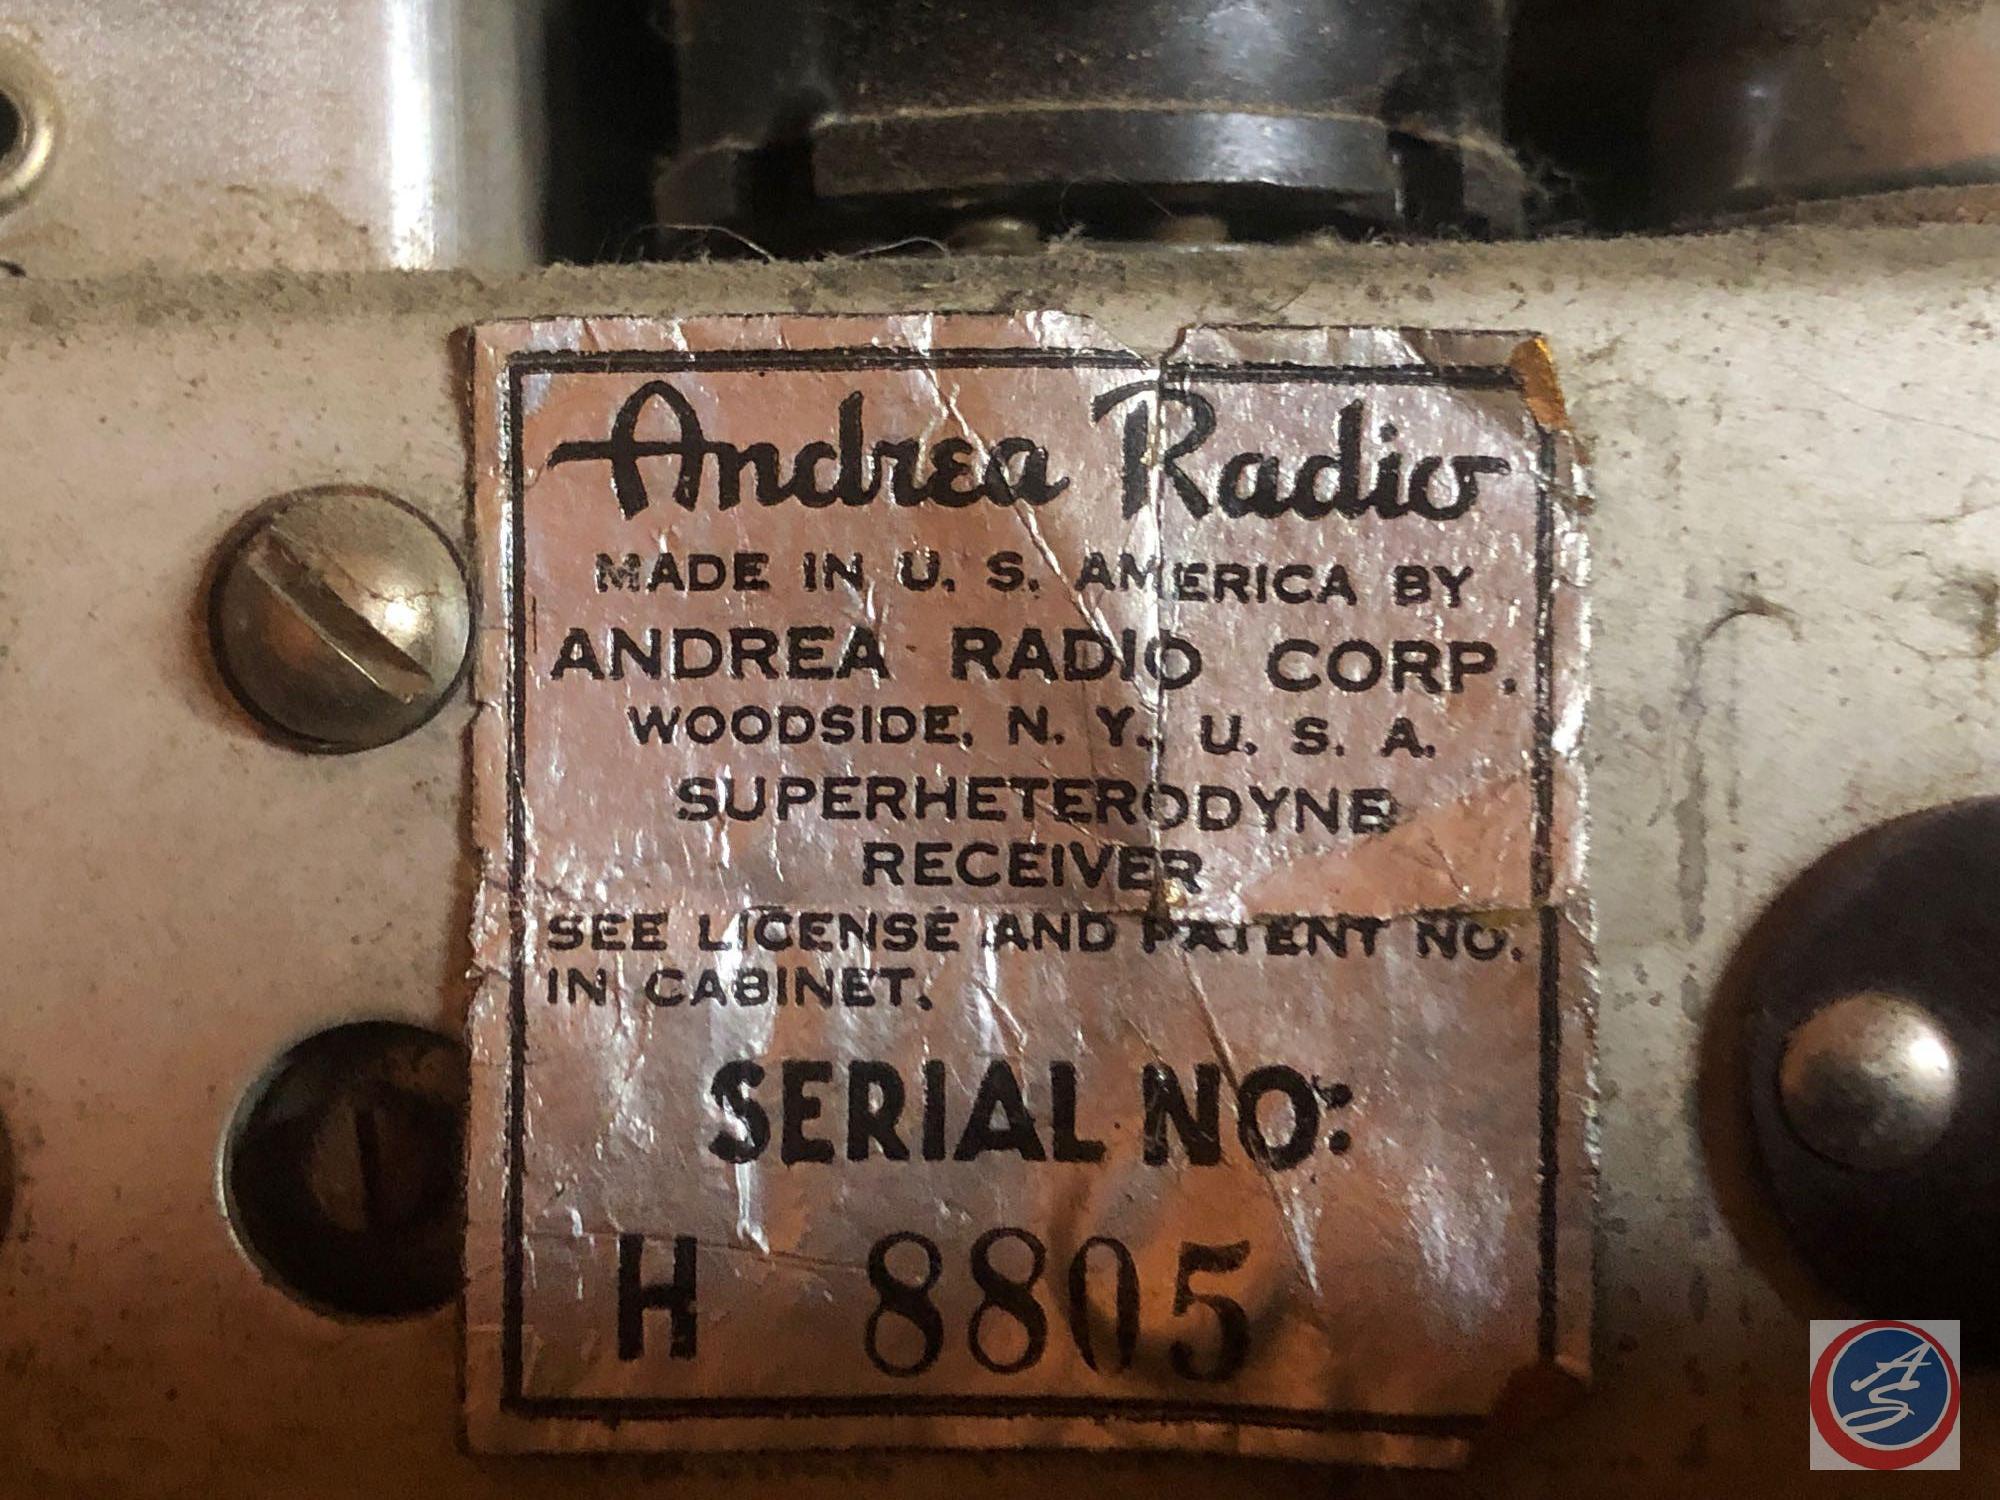 Andrea Radio
MADE IN U. S. AMERICA BY
ANDREA RADIO CORP.
WOODSIDE, N. Y., U. S. A.
SUPERHETERODYNE
RECEIVER
SEE LICENSE AND PATENT NO.
IN CABINET.
SERIAL NO:
H 8805
AS